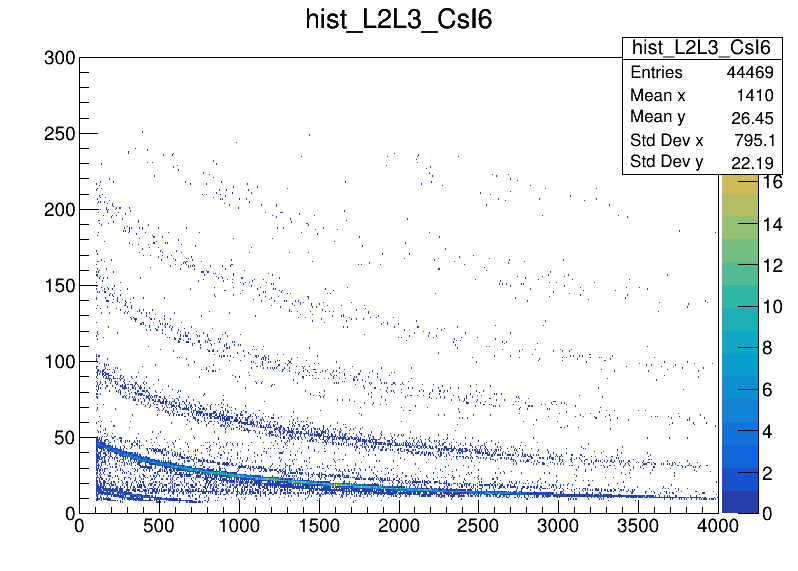 hist_L2L3_CsI6
hist_L2L3_CsI6
Entries 44469
Mean x 1410
Mean y 26.45
Std Dev x 795.1
Std Dev y 22.19
300
250
200
150
100
50
0
0 500 1000 1500 2000 2500 3000 3500 4000
16
14
12
10
8
6
4
2
0